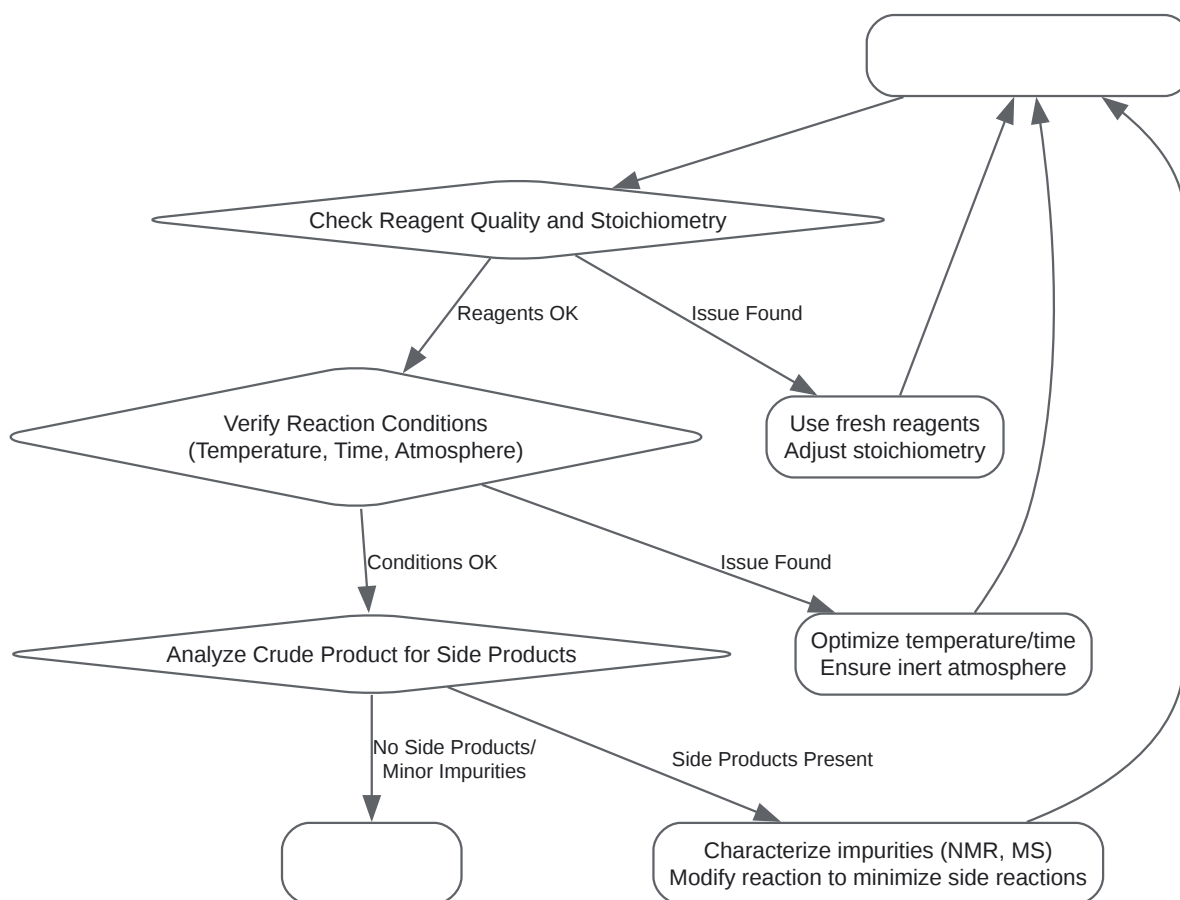 Check Reagent Quality and Stoichiometry
Reagents OK
Issue Found
Verify Reaction Conditions
(Temperature, Time, Atmosphere)
Use fresh reagents
Adjust stoichiometry
Conditions OK
Issue Found
Analyze Crude Product for Side Products
Optimize temperature/time
Ensure inert atmosphere
No Side Products/
Minor Impurities
Side Products Present
Characterize impurities (NMR, MS)
Modify reaction to minimize side reactions